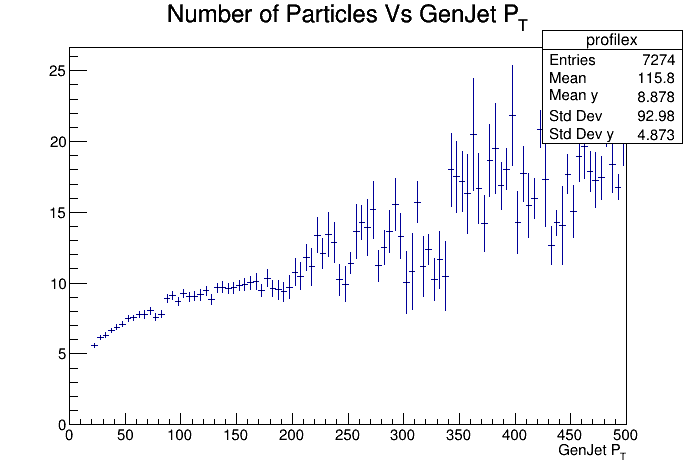 Number of Particles Vs GenJet P_T
profilex
Entries 7274
Mean 115.8
Mean y 8.878
Std Dev 92.98
Std Dev y 4.873
25
20
15
10
5
0
0 50 100 150 200 250 300 350 400 450 500
GenJet P_T